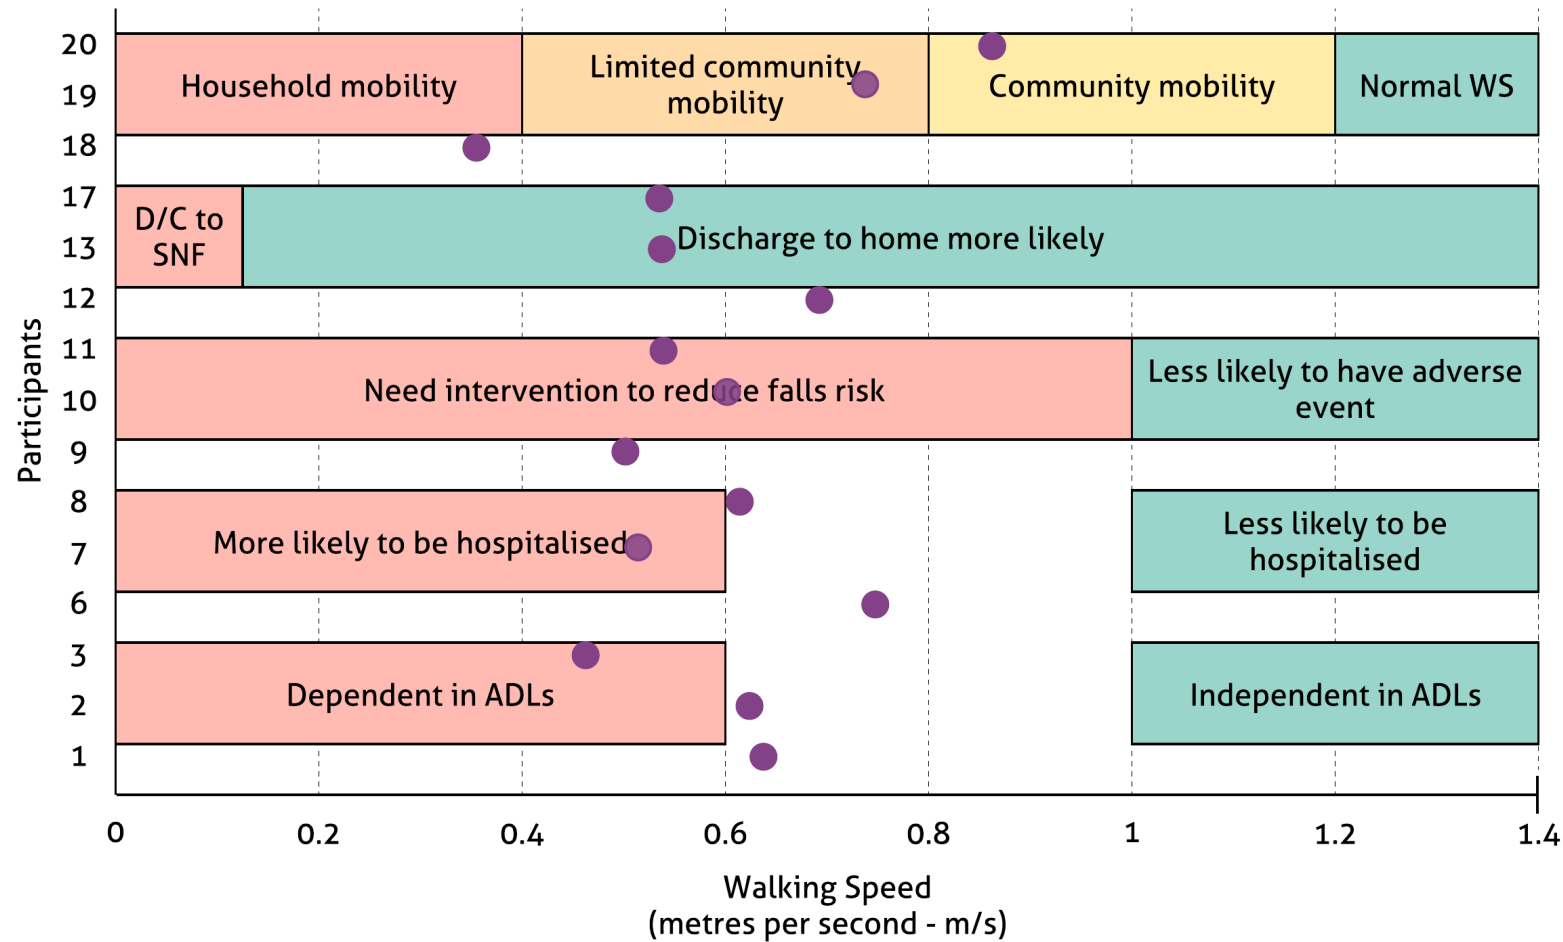 20
19
18
17
13
12
11
10
9
8
7
6
3
2
1
Participants
Household mobility
Limited community
mobility
Community mobility
Normal WS
D/C to
SNF
Discharge to home more likely
Need intervention to reduce falls risk
Less likely to have adverse
event
More likely to be hospitalised
Less likely to be
hospitalised
Dependent in ADLs
Independent in ADLs
0 0.2 0.4 0.6 0.8 1 1.2 1.4
Walking Speed
(metres per second - m/s)